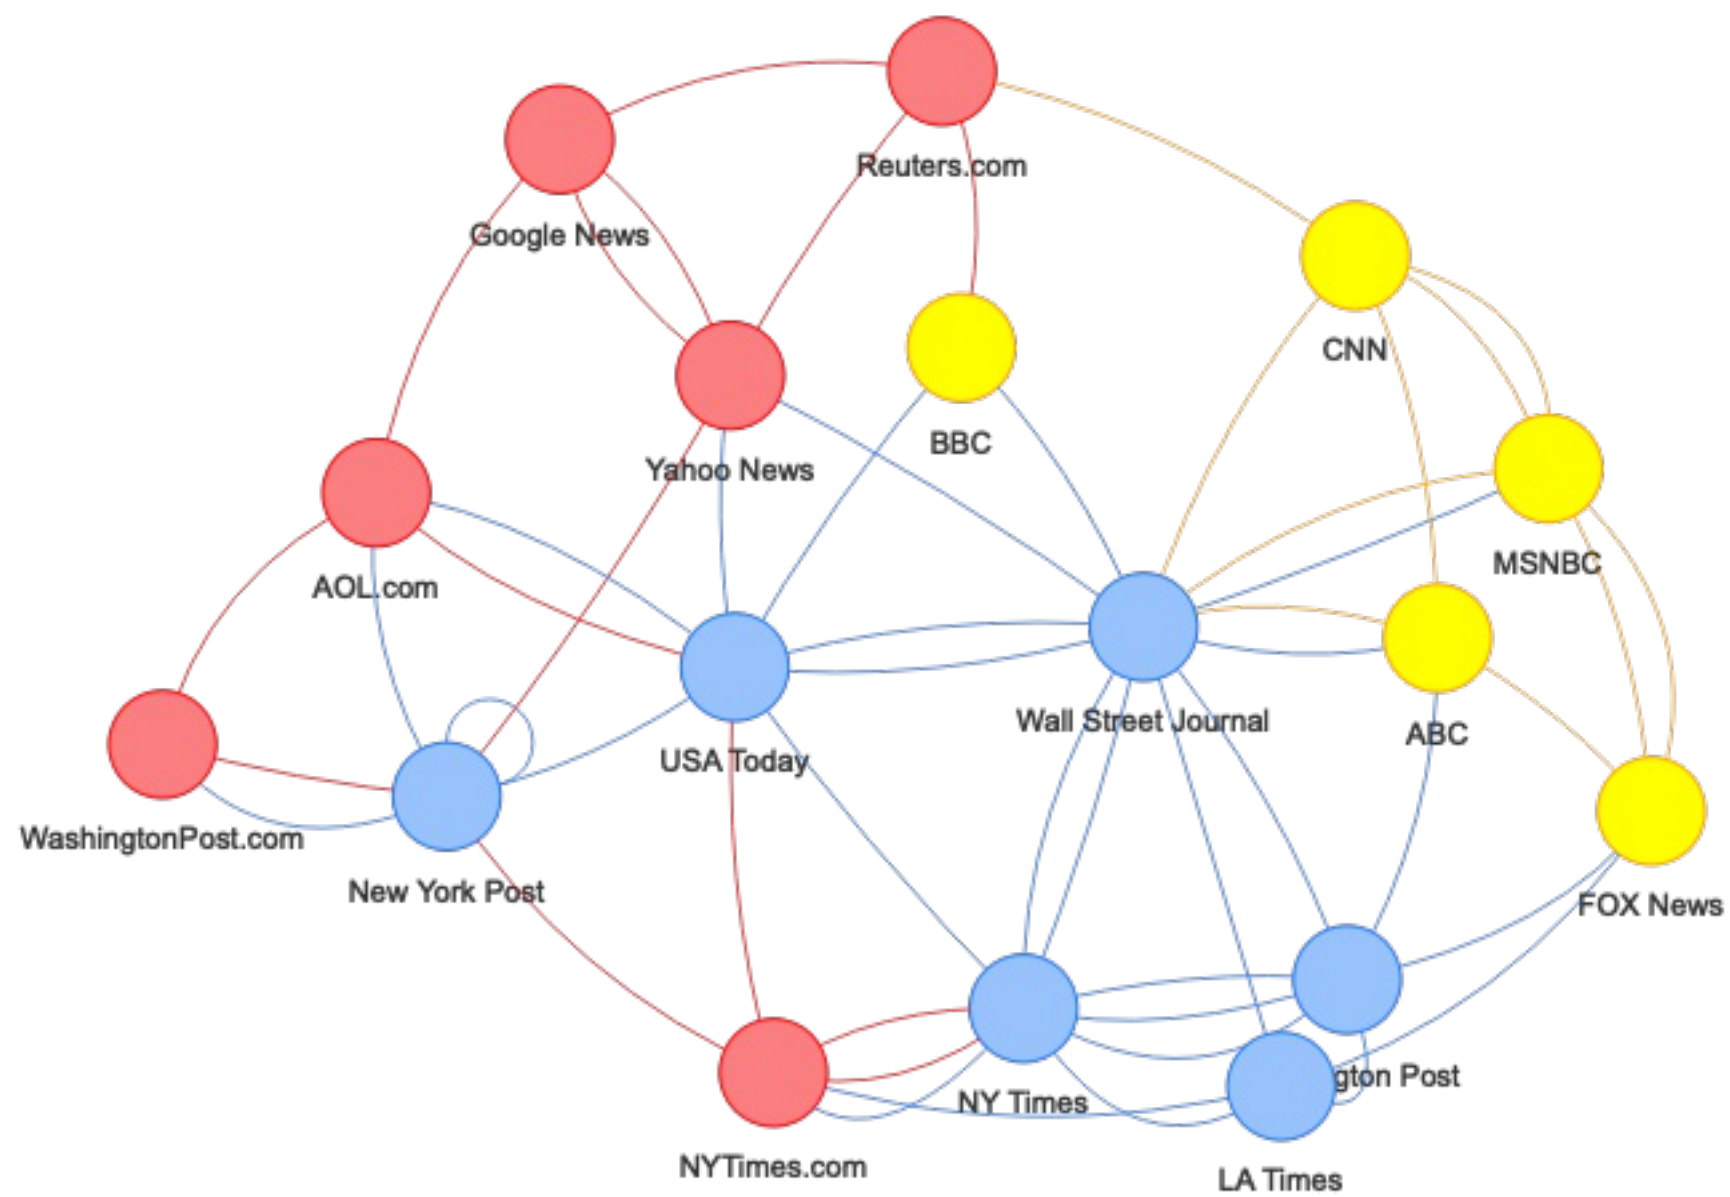 Reuters.com
Google News
CNN
BBC
Yahoo News
MSNBC
AOL.com
Wall Street Journal
ABC
USA Today
WashingtonPost.com
New York Post
FOX News
gton Post
NY Times
NYTimes.com
LA Times